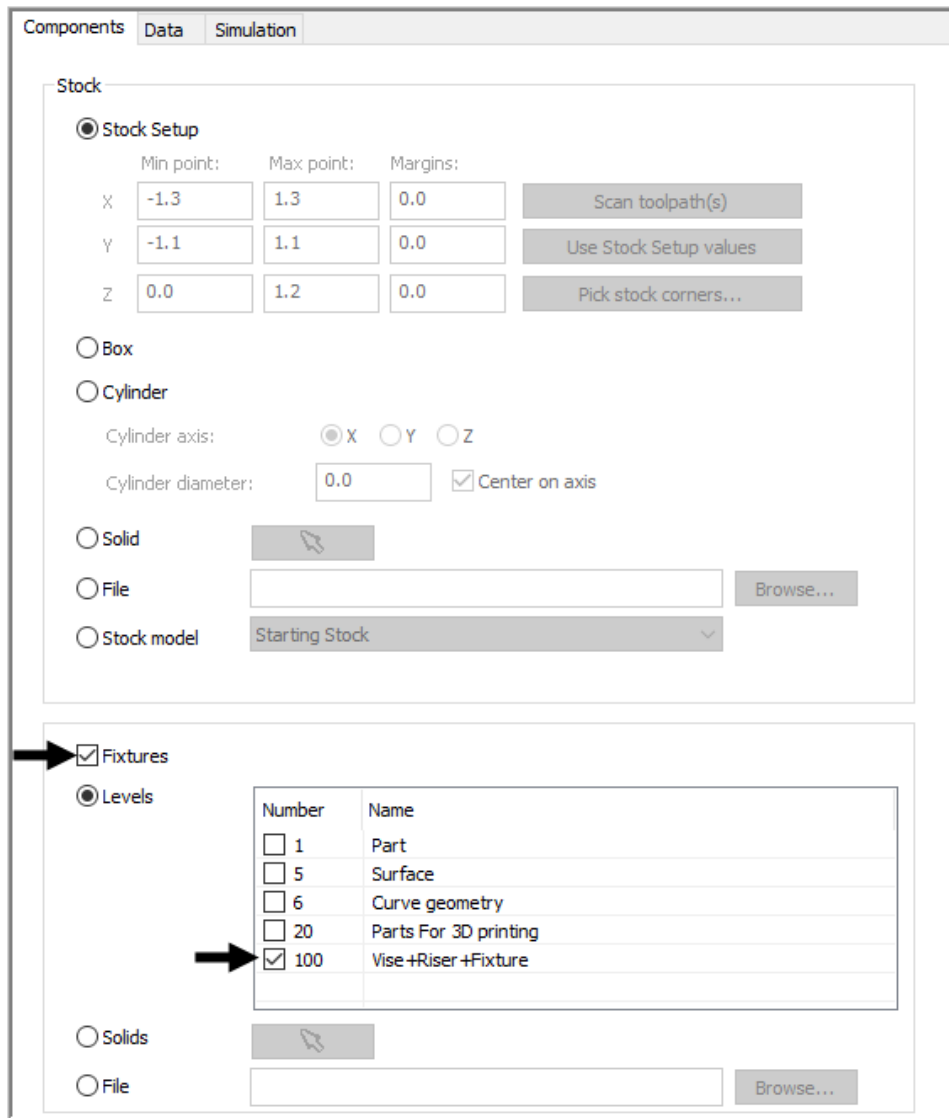 Components Data Simulation
Stock
Stock Setup
Min point: Max point: Margins:
X -1.3 1.3 0.0 Scan toolpath(s)
Y -1.1 1.1 0.0 Use Stock Setup values
Z 0.0 1.2 0.0 Pick stock corners...
Box
Cylinder
Cylinder axis: X Y Z
Cylinder diameter: 0.0 Center on axis
Solid
File Browse...
Stock model Starting Stock
Fixtures
Levels
Number Name
1 Part
5 Surface
6 Curve geometry
20 Parts For 3D printing
100 Vise+Riser+Fixture
Solids
File Browse...